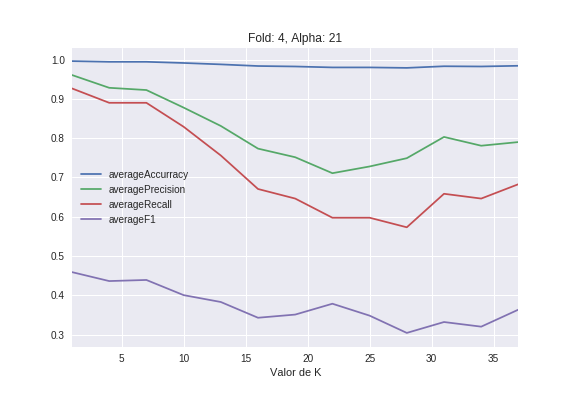 Fold: 4, Alpha: 21
1.0
0.9
0.8
0.7
0.6
0.5
0.4
0.3
averageAccurracy
averagePrecision
averageRecall
averageF1
5 10 15 20 25 30 35
Valor de K